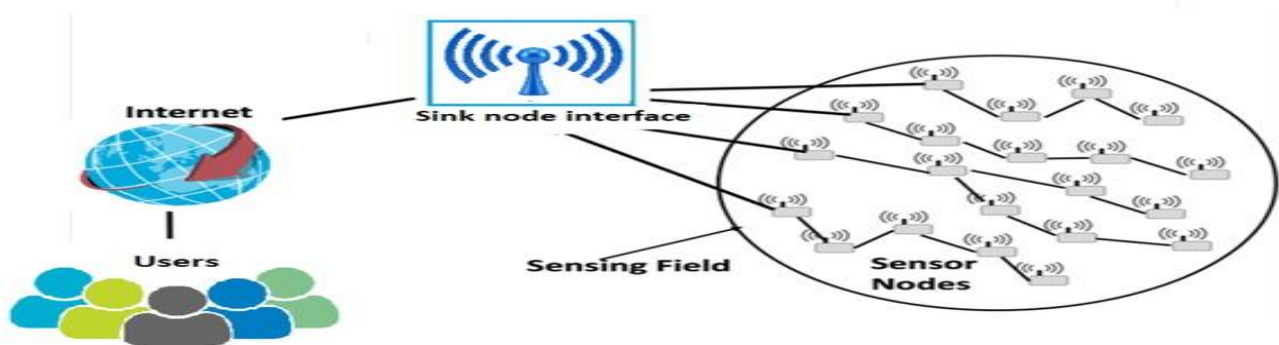 Internet
Sink node interface
Users
Sensing Field
Sensor
Nodes